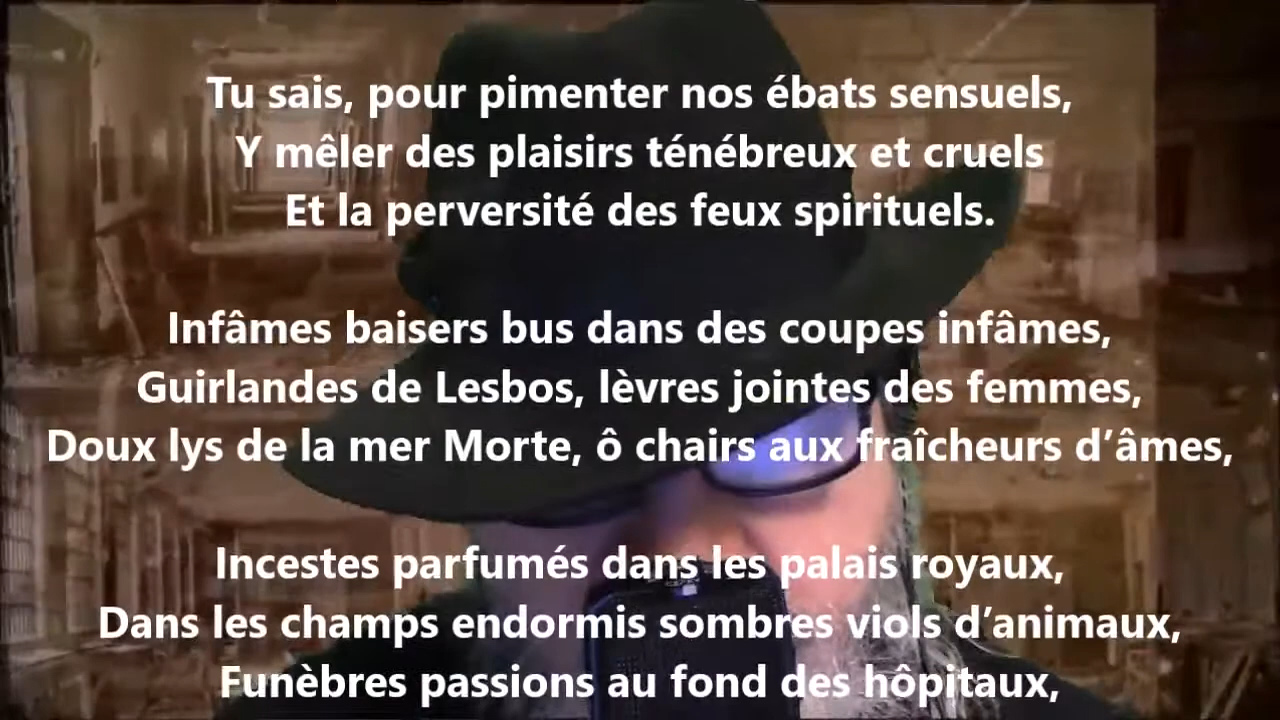 Tu sais, pour pimenter nos ébats sensuels,
Y mêler des plaisirs ténébreux et cruels
Et la perversité des feux spirituels.
Infâmes baisers bus dans des coupes infâmes,
Guirlandes de Lesbos, lèvres jointes des femmes,
Doux lys de la mer Morte, ô chairs aux fraîcheurs d’âmes,
Incestes parfumés dans les palais royaux,
Dans les champs endormis sombres viols d’animaux,
Funèbres passions au fond des hôpitaux,